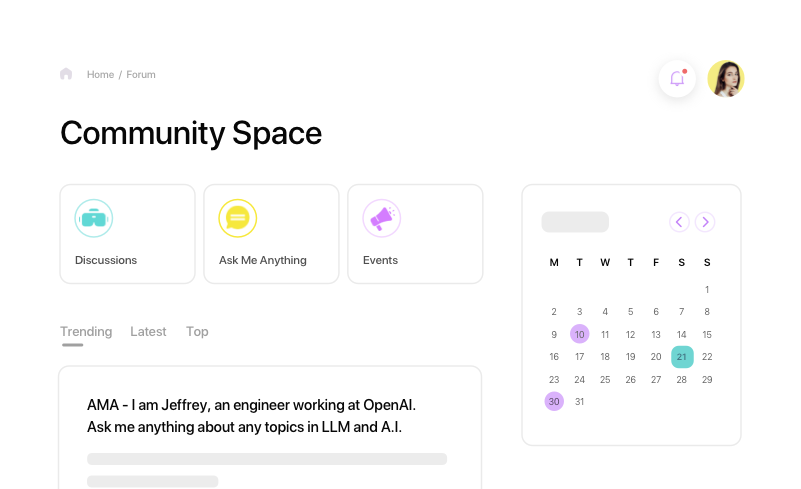 Home / Forum
Community Space
Discussions
Ask Me Anything
Events
Trending Latest Top
AMA - I am Jeffrey, an engineer working at OpenAI.
Ask me anything about any topics in LLM and A.I.
M T W T F S S
1
2 3 4 5 6 7 8
9 10 11 12 13 14 15
16 17 18 19 20 21 22
23 24 25 26 27 28 29
30 31